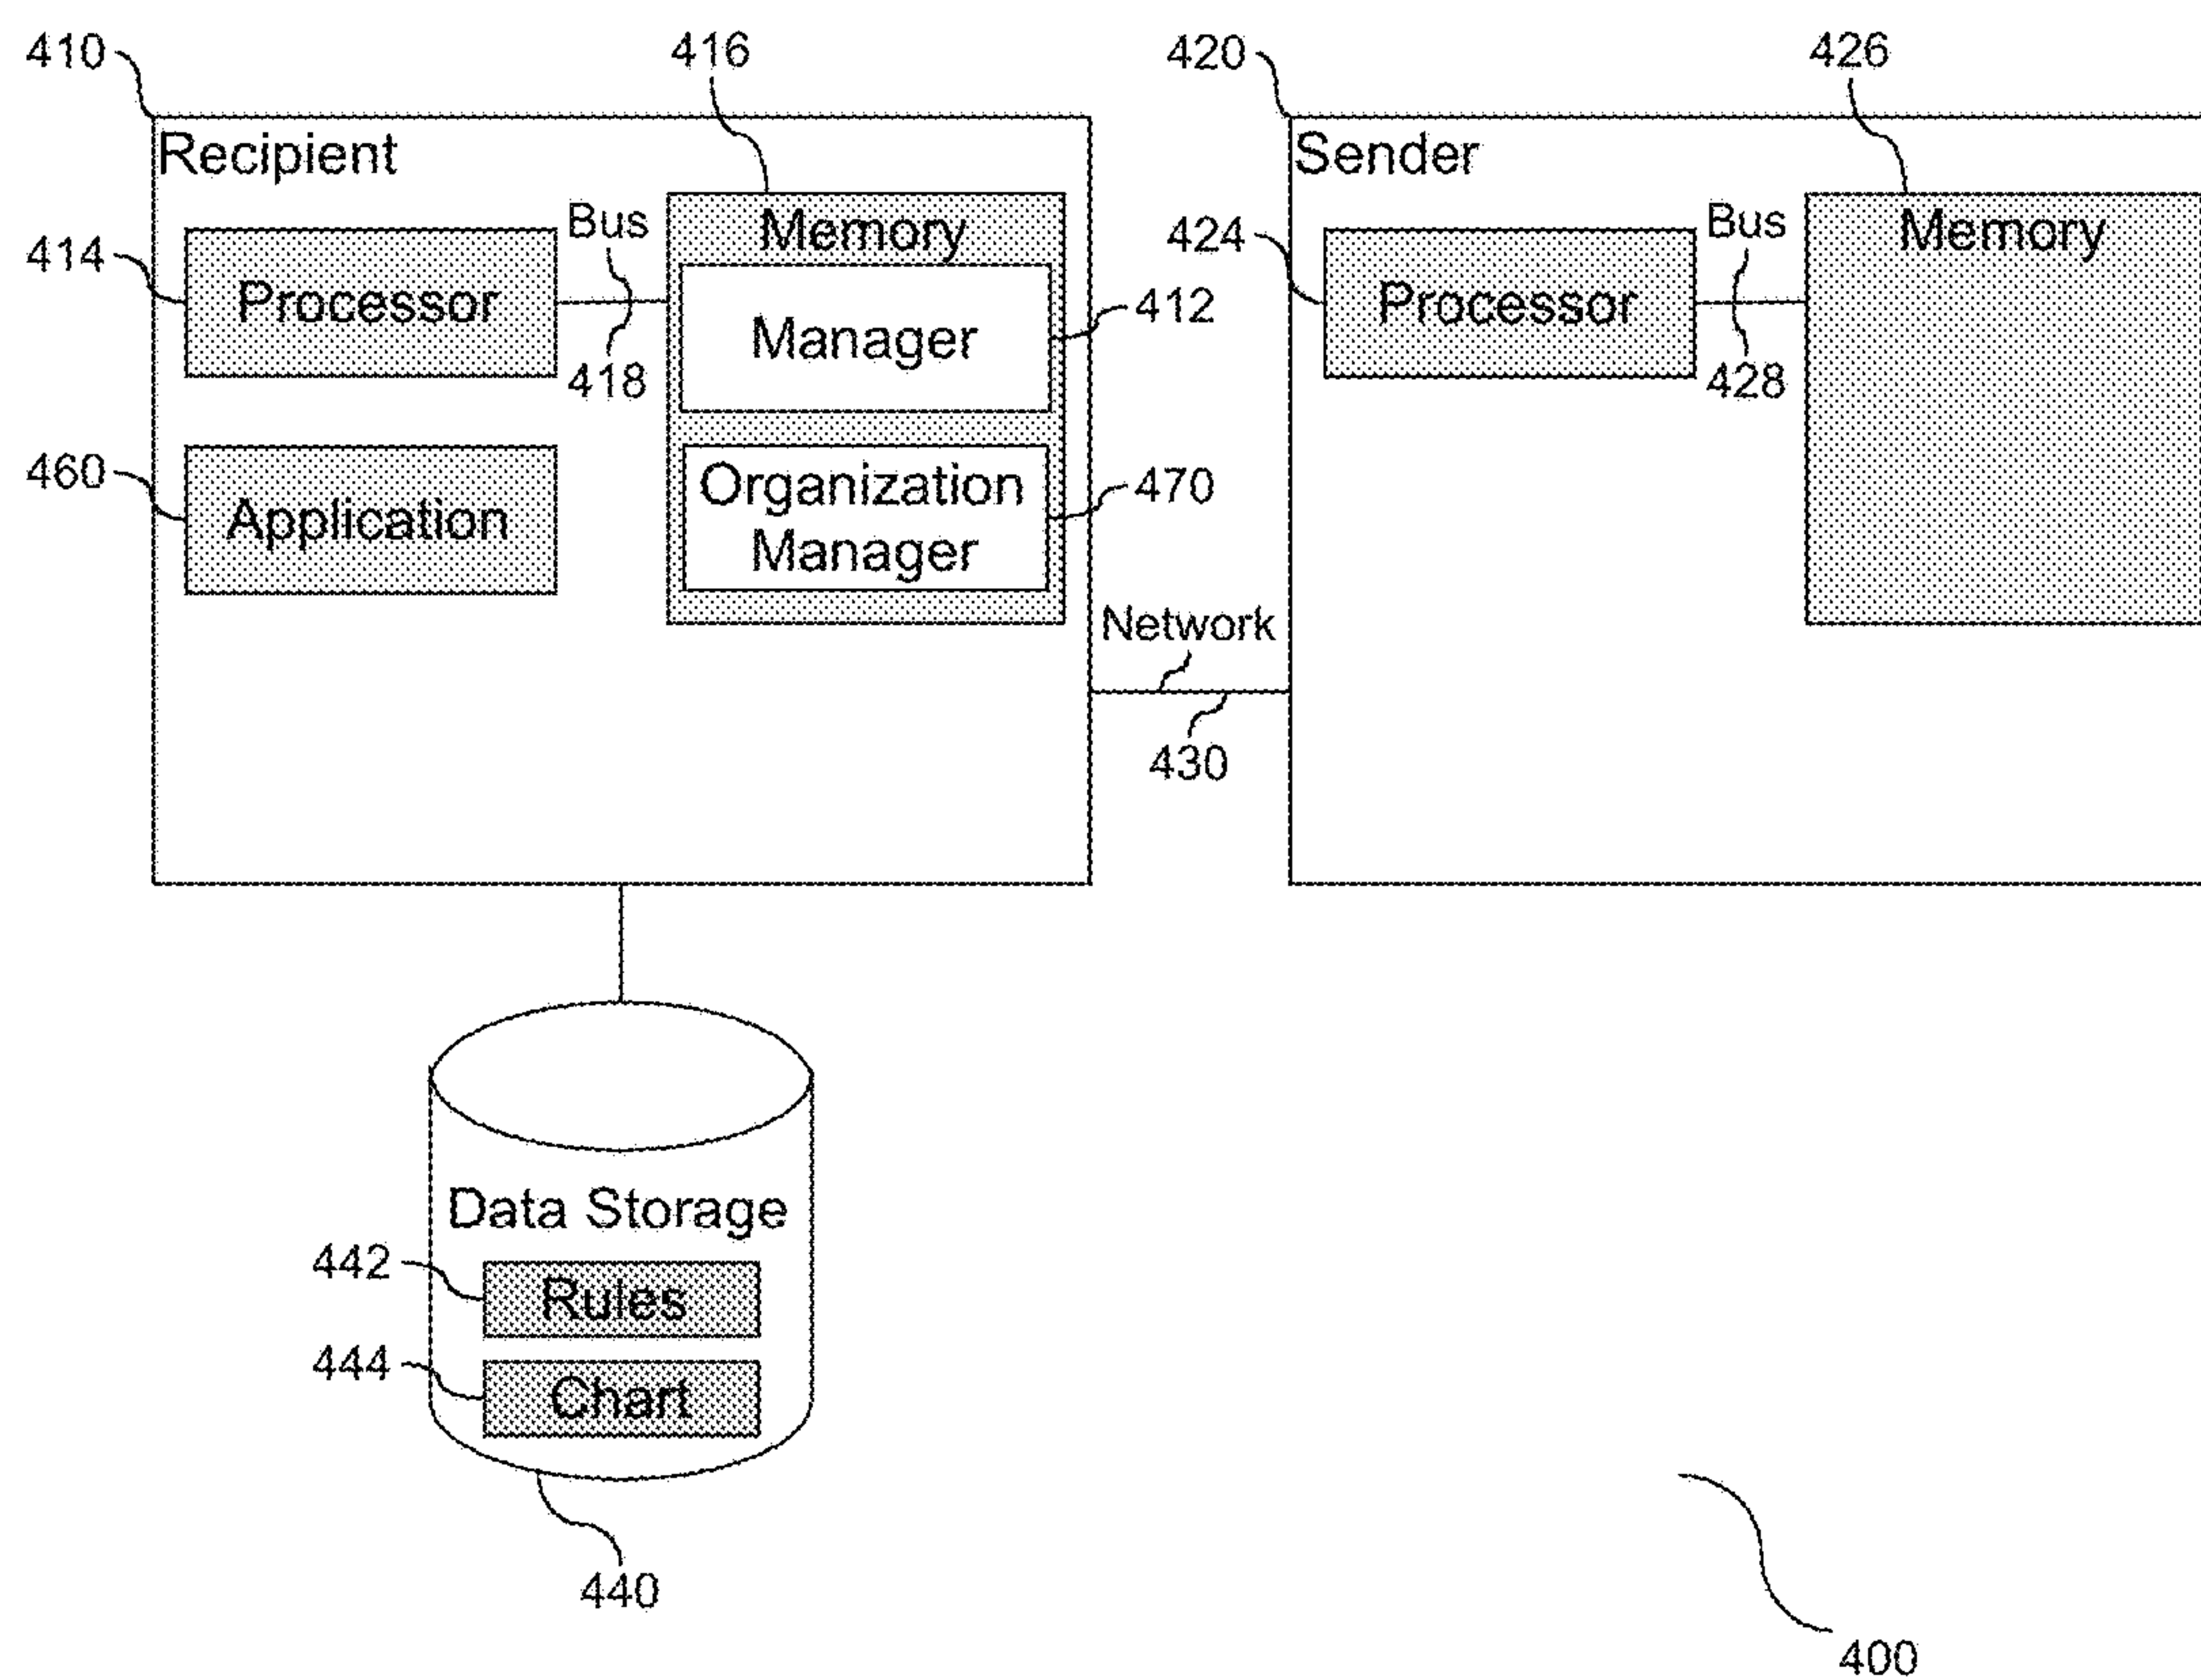 410
416
420
426
Recipient
Sender
Bus
Memory
Bus
Memory
414
Processor
412
424
Processor
Manager
418
428
460
Application
Organization
Manager
470
Network
430
Data Storage
442
Rules
444
Chart
440
400